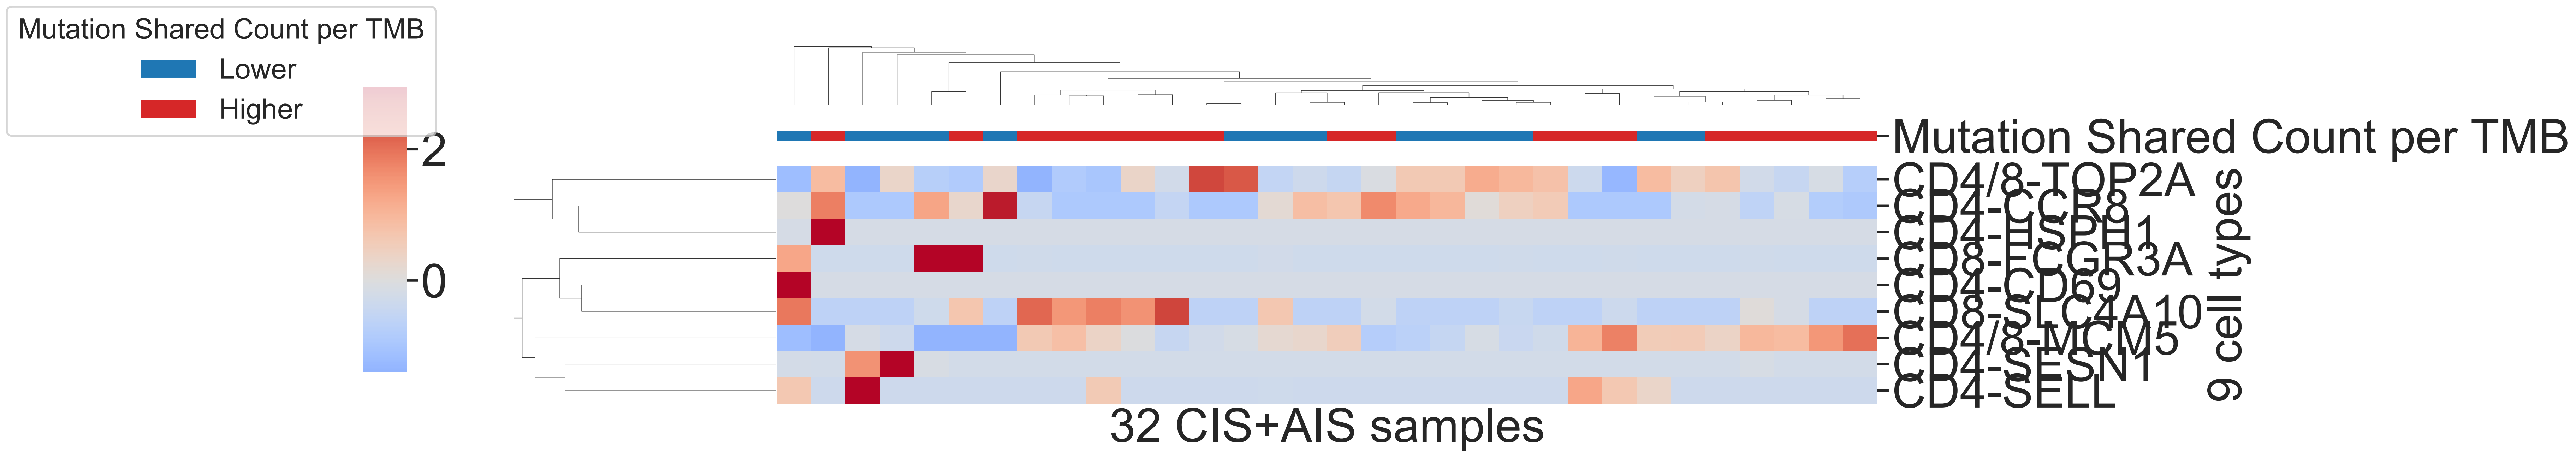 Mutation Shared Count per TMB
Lower
Higher
2
0
Mutation Shared Count per TMB
CD4/8-TOP2A
CD4-CCR8
CD4-HSPH1
CD8-FCGR3A
CD4-CD69
CD8-SLC4A10
CD4/8-MCM5
CD4-SESN1
CD4-SELL
9 cell types
32 CIS+AIS samples